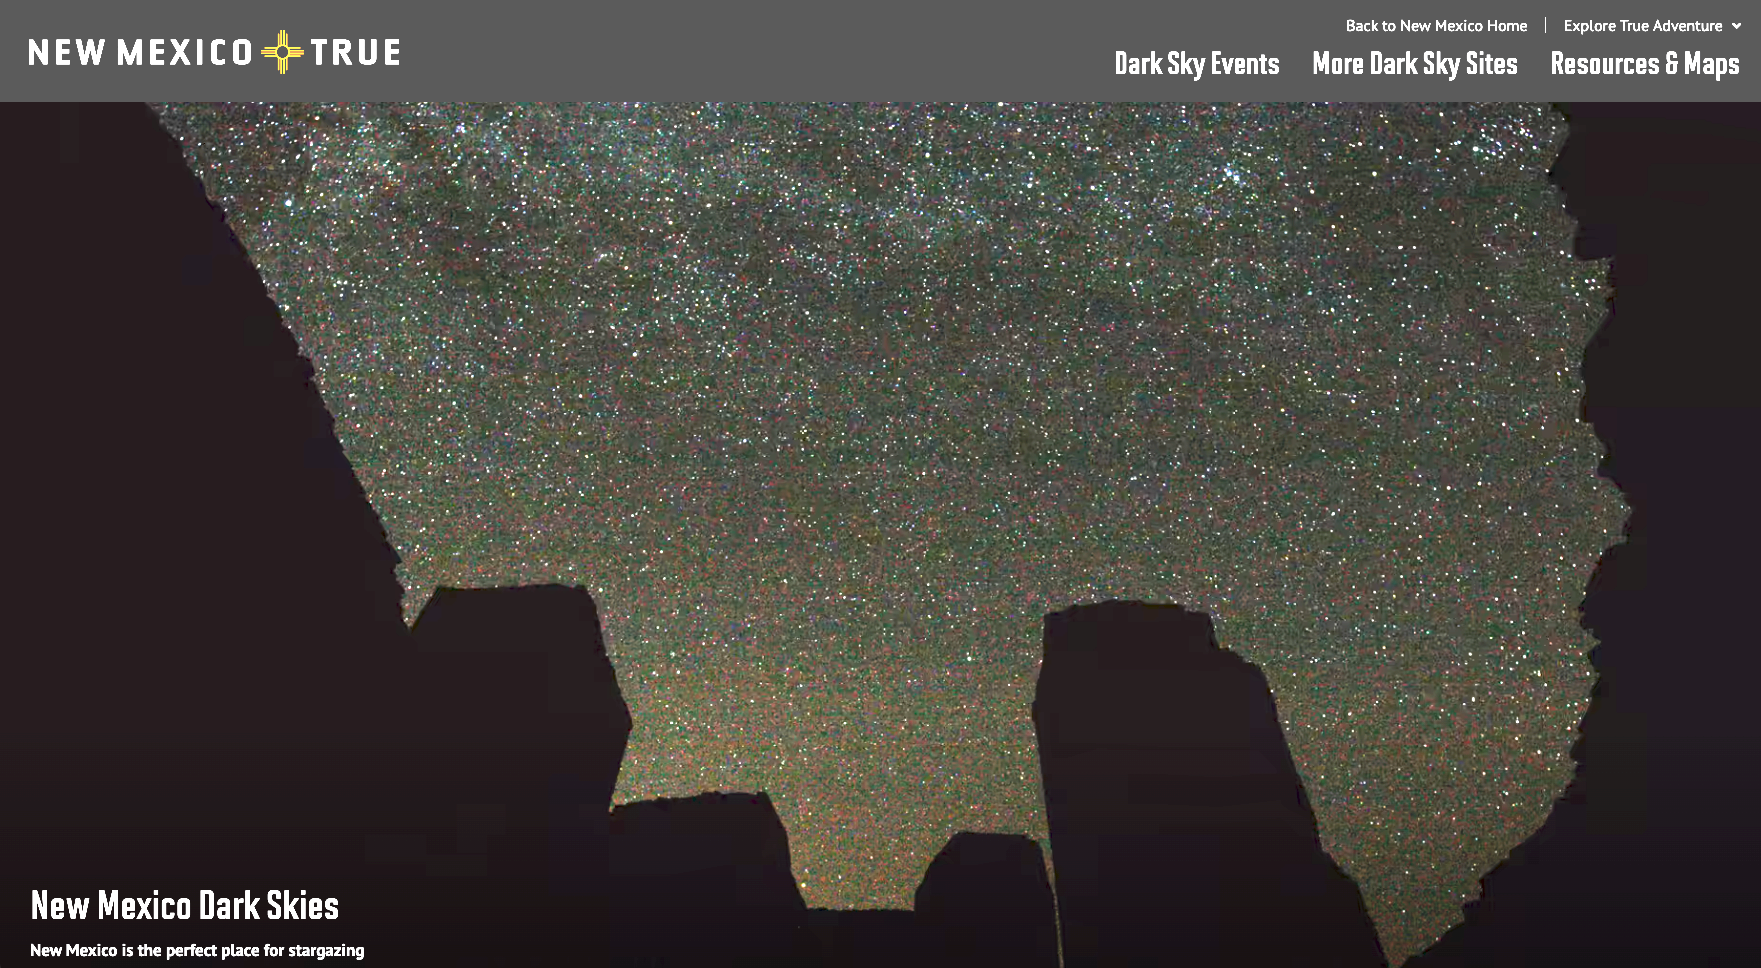 NEW MEXICO TRUE
Back to New Mexico Home
Explore True Adventure
Dark Sky Events
More Dark Sky Sites
Resources & Maps
New Mexico Dark Skies
New Mexico is the perfect place for stargazing